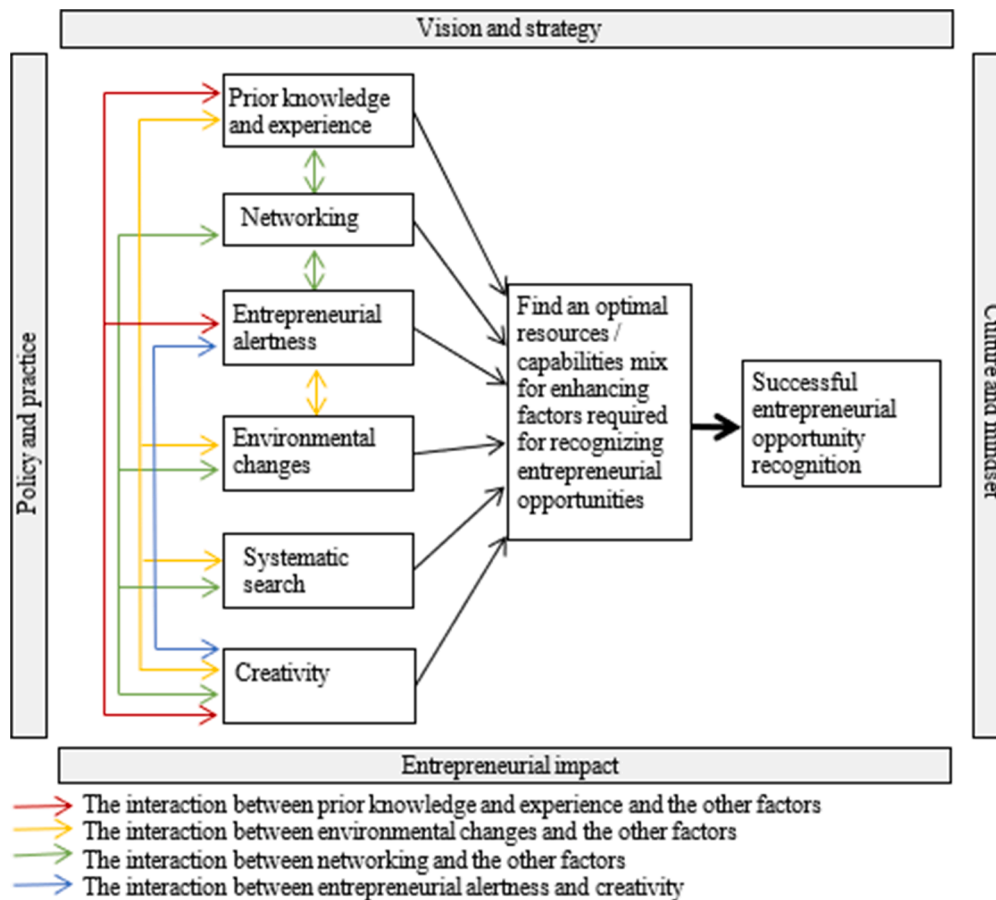 Vision and strategy
Policy and practice
Prior knowledge
and experience
Networking
Entrepreneurial
alertness
Environmental
changes
Systematic
search
Creativity
Find an optimal
resources /
capabilities mix
for enhancing
factors required
for recognizing
entrepreneurial
opportunities
Successful
entrepreneurial
opportunity
recognition
Culture and mindset
Entrepreneurial impact
The interaction between prior knowledge and experience and the other factors
The interaction between environmental changes and the other factors
The interaction between networking and the other factors
The interaction between entrepreneurial alertness and creativity